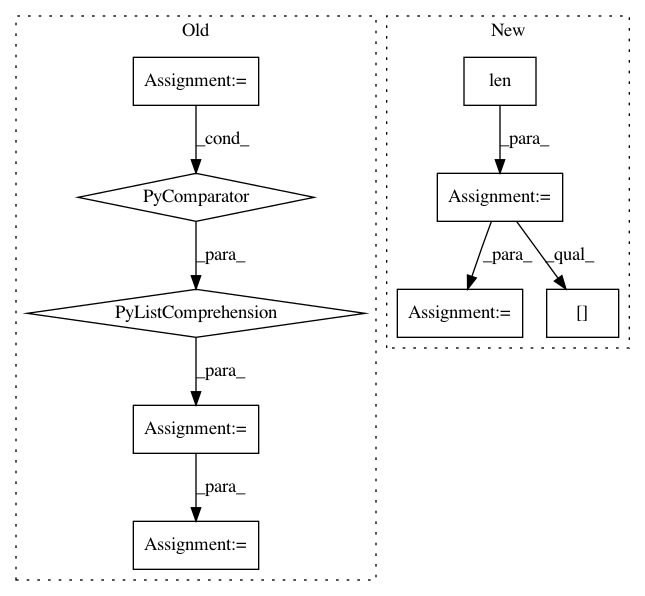 Old
Assignment:=
_cond_
PyComparator
_para_
PyListComprehension
_para_
Assignment:=
_para_
Assignment:=
New
len
_para_
Assignment:=
_para_
_qual_
Assignment:=
[]